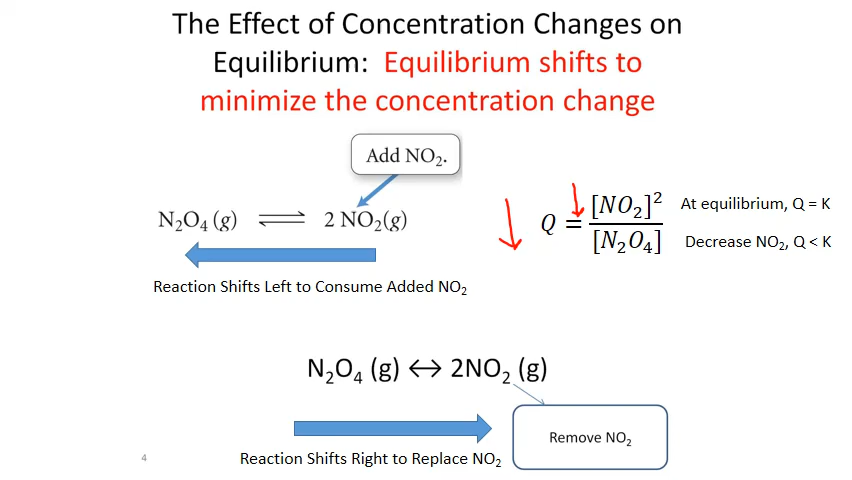 The Effect of Concentration Changes on
Equilibrium: Equilibrium shifts to
minimize the concentration change
Add NO₂.
N₂O₄ (g) ⇌ 2 NO₂(g)
Q = [NO₂]² / [N₂O₄]
At equilibrium, Q = K
Decrease NO₂, Q < K
Reaction Shifts Left to Consume Added NO₂
N₂O₄ (g) ↔ 2NO₂ (g)
Remove NO₂
Reaction Shifts Right to Replace NO₂
4